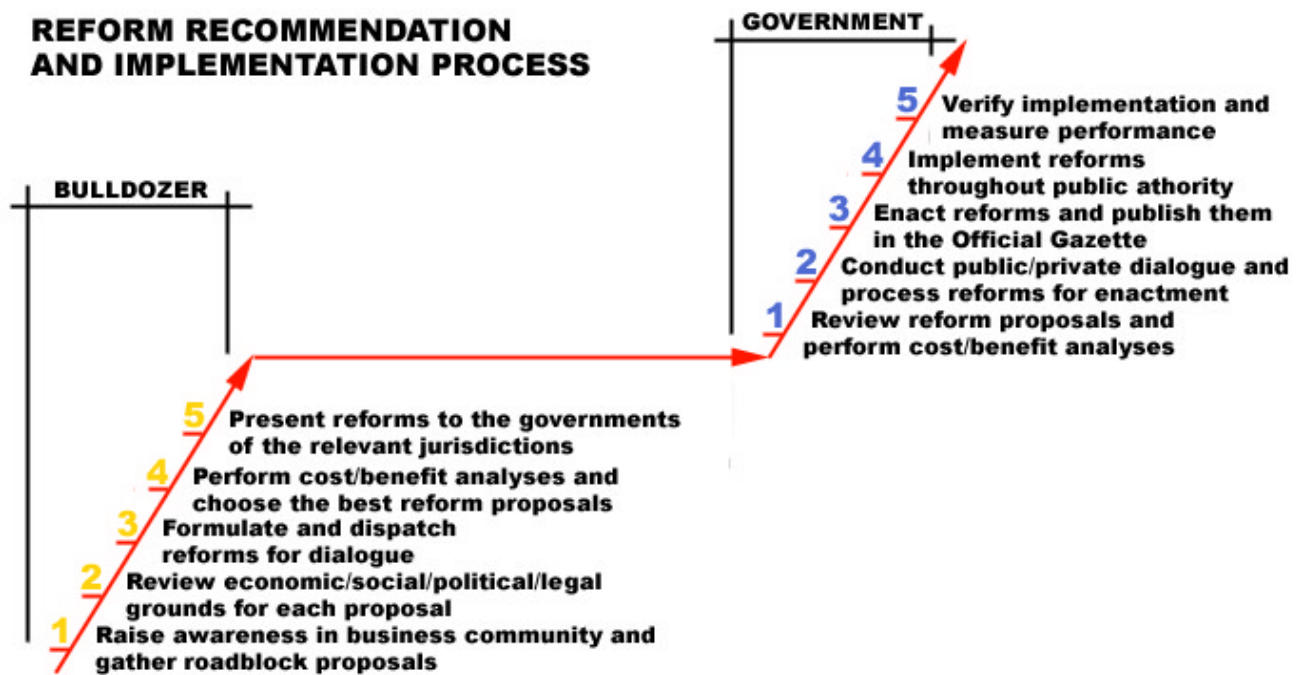 REFORM RECOMMENDATION
AND IMPLEMENTATION PROCESS
BULLDOZER
5
Present reforms to the governments
of the relevant jurisdictions
4
Perform cost/benefit analyses and
choose the best reform proposals
3
Formulate and dispatch
reforms for dialogue
2
Review economic/social/political/legal
grounds for each proposal
1
Raise awareness in business community and
gather roadblock proposals
GOVERNMENT
5
Verify implementation and
measure performance
4
Implement reforms
throughout public athority
3
Enact reforms and publish them
in the Official Gazette
2
Conduct public/private dialogue and
process reforms for enactment
1
Review reform proposals and
perform cost/benefit analyses